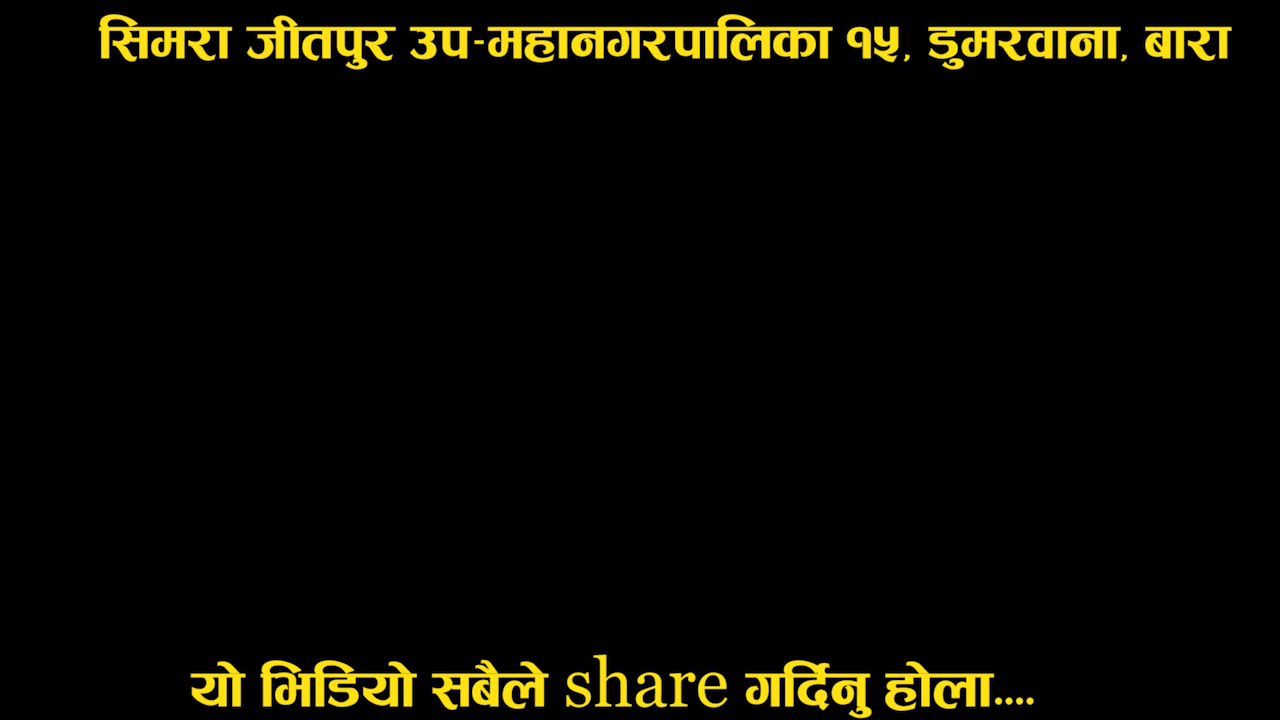 सिमरा जीतपुर उप-महानगरपालिका १५, डुमरवाना, बारा
यो भिडियो सबैले share गर्दिनु होला....